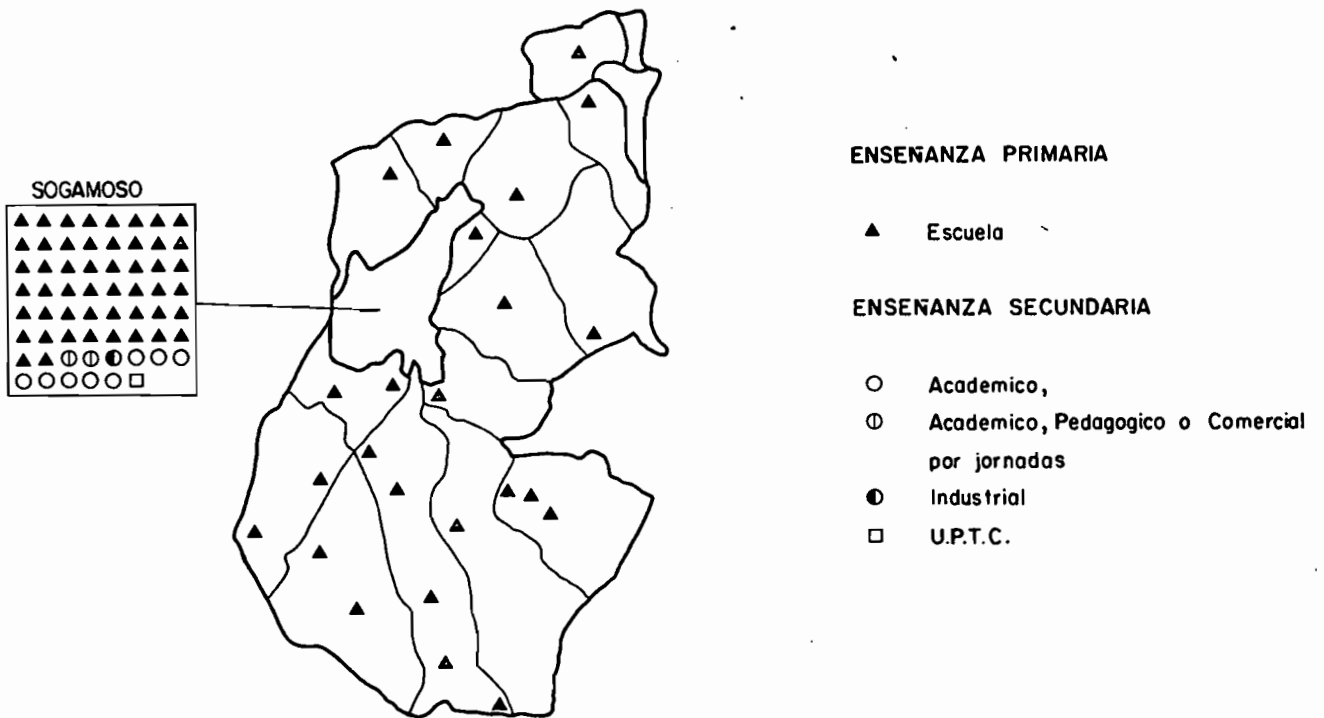 SOGAMOSO
ENSEÑANZA PRIMARIA
Escuela
ENSEÑANZA SECUNDARIA
Academico,
Academico, Pedagogico o Comercial
por jornadas
Industrial
U.P.T.C.